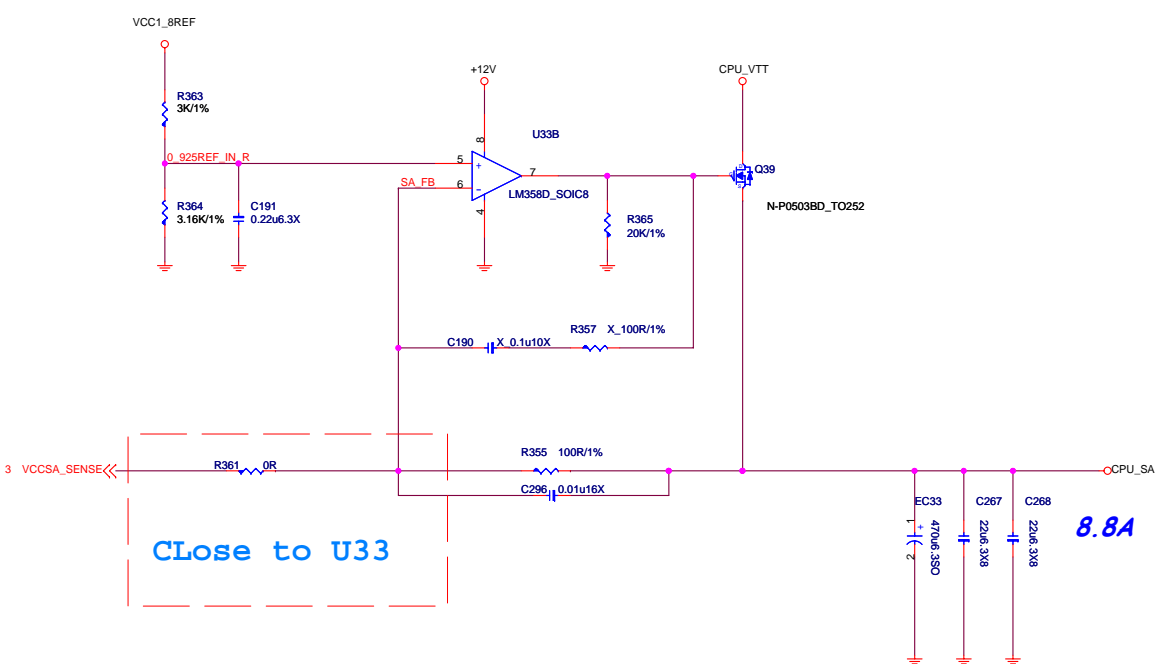 VCC1_8REF
+12V
CPU_VTT
R363
3K/1%
U33B
8
0_925REF_IN_R
5
+
7
Q39
SA_FB
6
-
LM358D_SOIC8
4
N-P0503BD_TO252
R364
3.16K/1%
C191
0.22u6.3X
R365
20K/1%
C190
X_0.1u10X
R357
X_100R/1%
3
VCCSA_SENSE
R361
0R
R355
100R/1%
C296
0.01u16X
CPU_SA
EC33
1
+
2
470u6.3SO
C267
22u6.3X8
C268
22u6.3X8
8.8A
CLose to U33